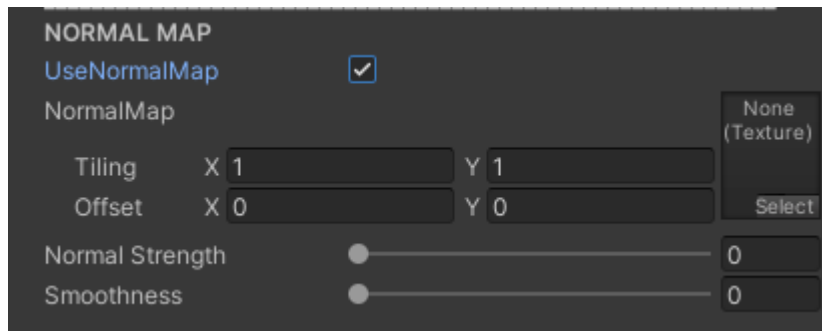 NORMAL MAP
UseNormalMap
NormalMap
None
(Texture)
Tiling X 1 Y 1
Offset X 0 Y 0
Select
Normal Strength 0
Smoothness 0